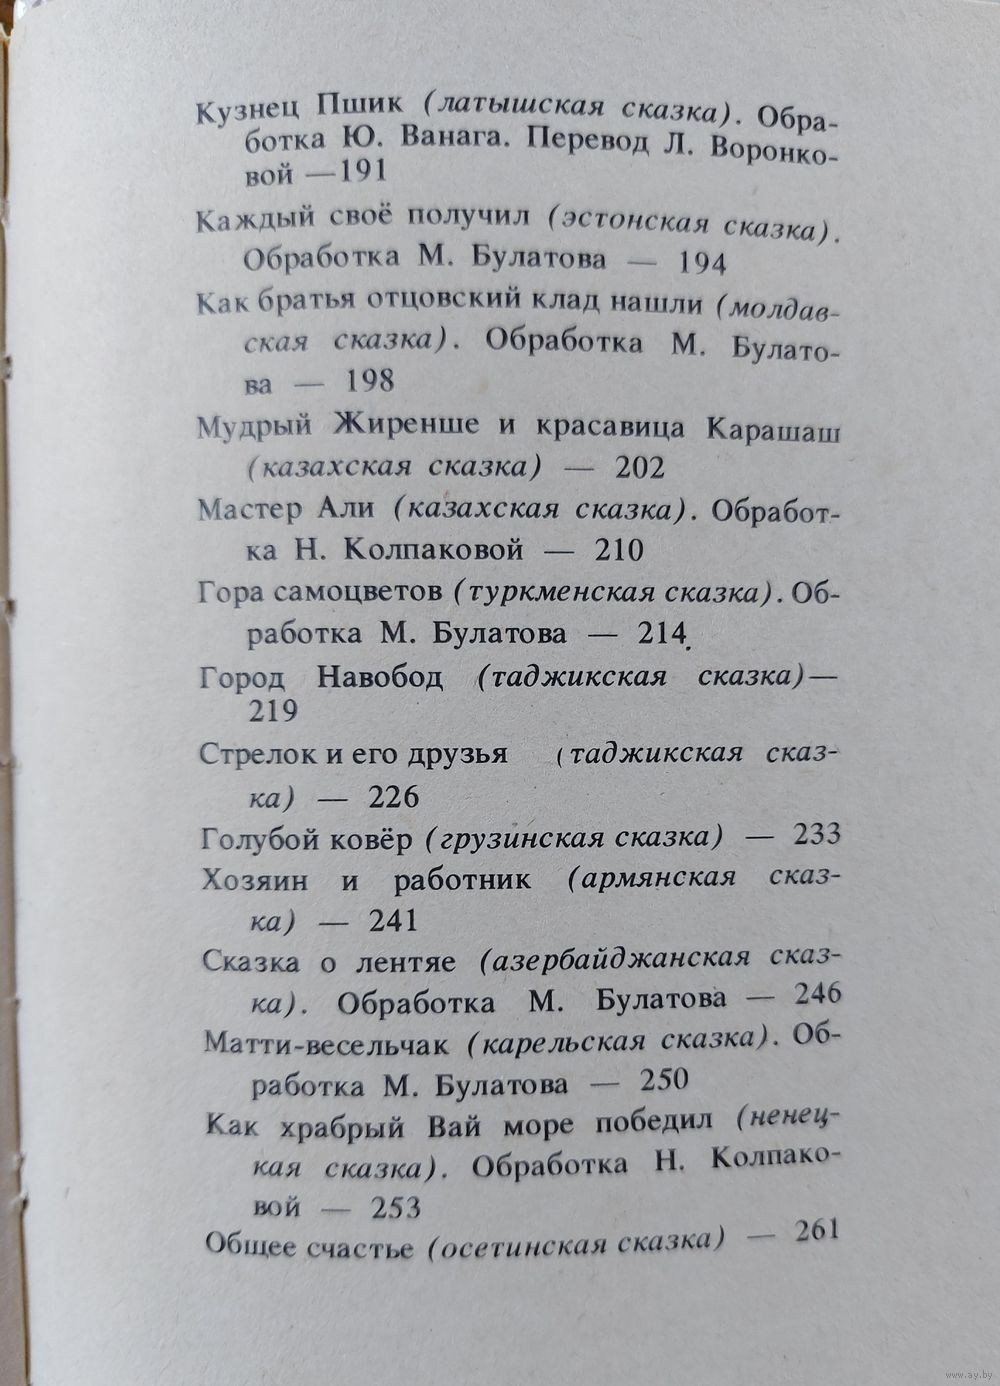 Кузнец Пшик (латышская сказка). Обра-
ботка Ю. Ванага. Перевод Л. Воронко-
вой —191
Каждый своё получил (эстонская сказка).
Обработка М. Булатова — 194
Как братья отцовский клад нашли (молдав-
ская сказка). Обработка М. Булато-
ва — 198
Мудрый Жиренше и красавица Карашаш
(казахская сказка) — 202
Мастер Али (казахская сказка). Обработ-
ка Н. Колпаковой — 210
Гора самоцветов (туркменская сказка). Об-
работка М. Булатова — 214.
Город Навобод (таджикская сказка)—
219
Стрелок и его друзья (таджикская сказ-
ка) — 226
Голубой ковёр (грузинская сказка) — 233
Хозяин и работник (армянская сказ-
ка) — 241
Сказка о лентяе (азербайджанская сказ-
ка). Обработка М. Булатова — 246
Матти-весельчак (карельская сказка). Об-
работка М. Булатова — 250
Как храбрый Вай море победил (ненец-
кая сказка). Обработка Н. Колпако-
вой — 253
Общее счастье (осетинская сказка) — 261
www.ay.by